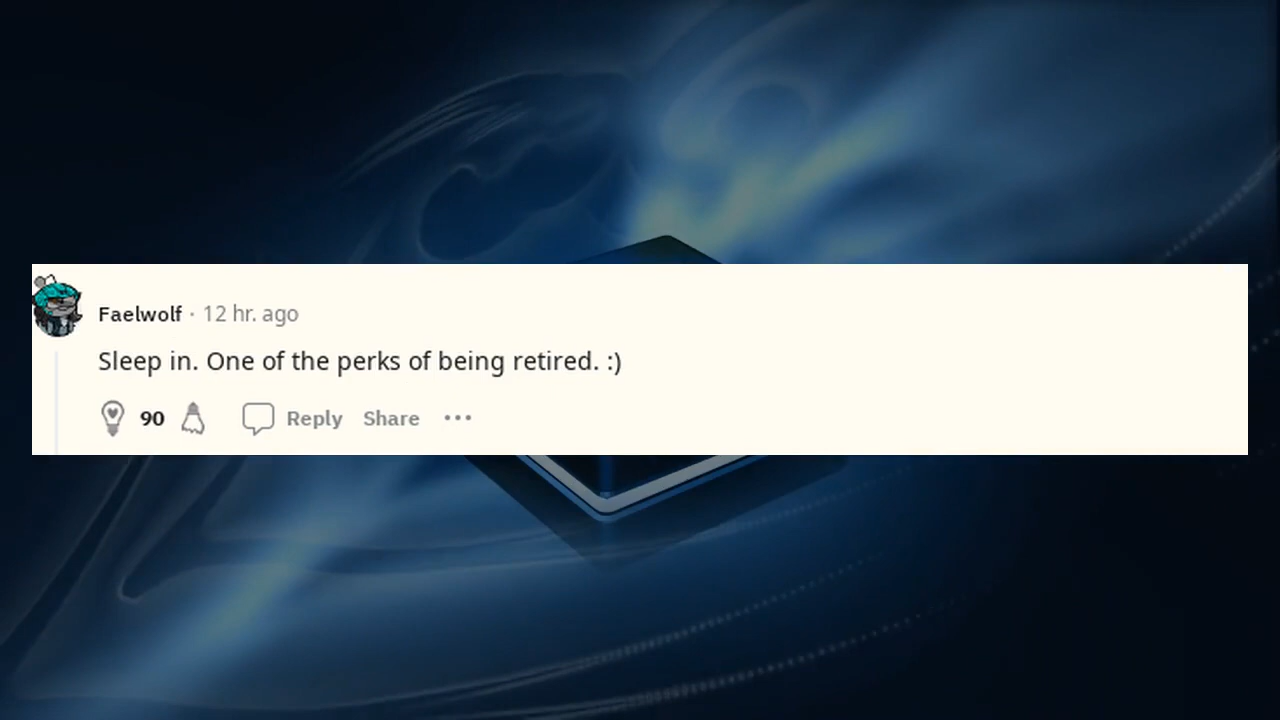 Faelwolf · 12 hr. ago
Sleep in. One of the perks of being retired. :)
90 Reply Share ···